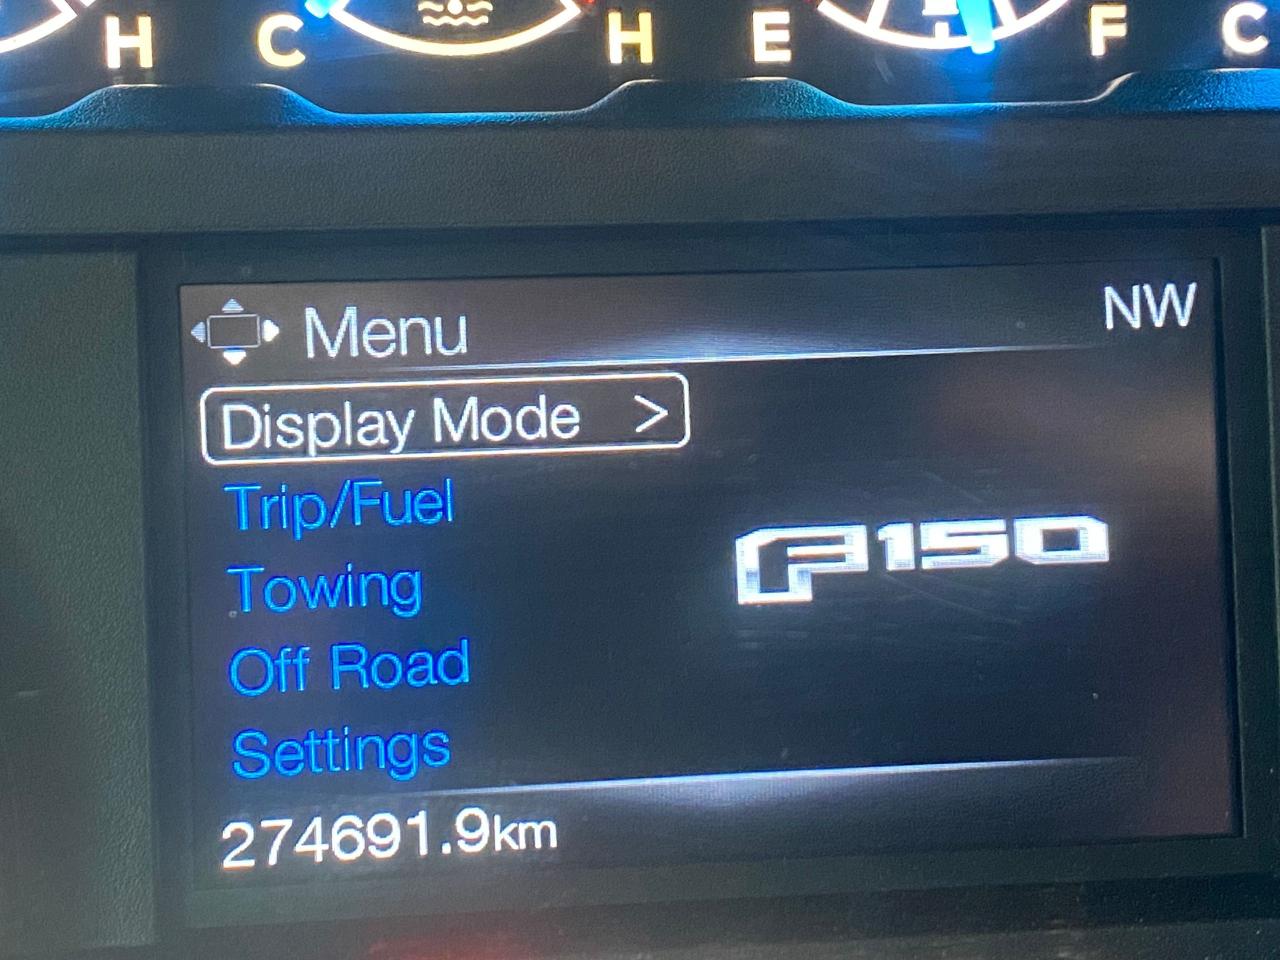 H C H E F C
Menu
NW
Display Mode >
Trip/Fuel
Towing
F150
Off Road
Settings
274691.9km